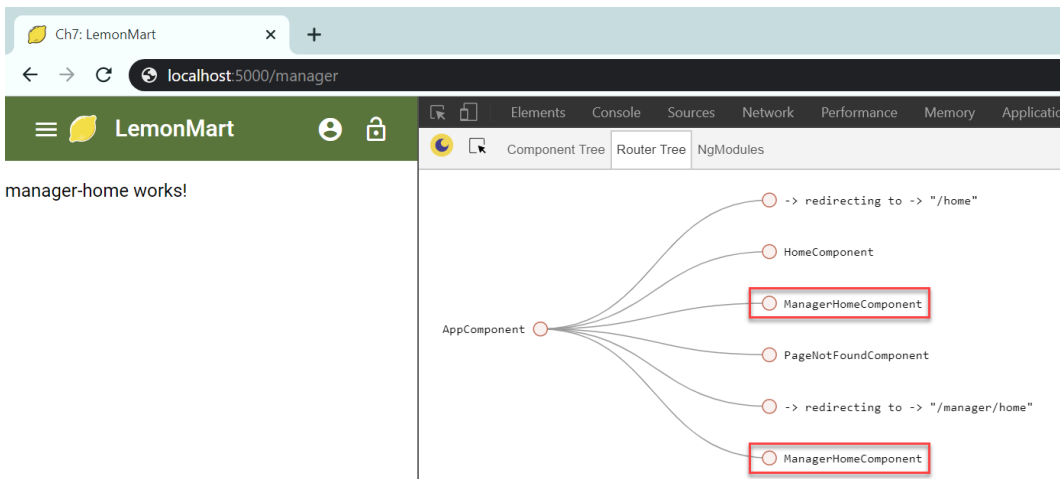 Ch7: LemonMart
localhost:5000/manager
LemonMart
Elements Console Sources Network Performance Memory Applicatio
Component Tree Router Tree NgModules
manager-home works!
-> redirecting to -> "/home"
HomeComponent
ManagerHomeComponent
AppComponent
PageNotFoundComponent
-> redirecting to -> "/manager/home"
ManagerHomeComponent